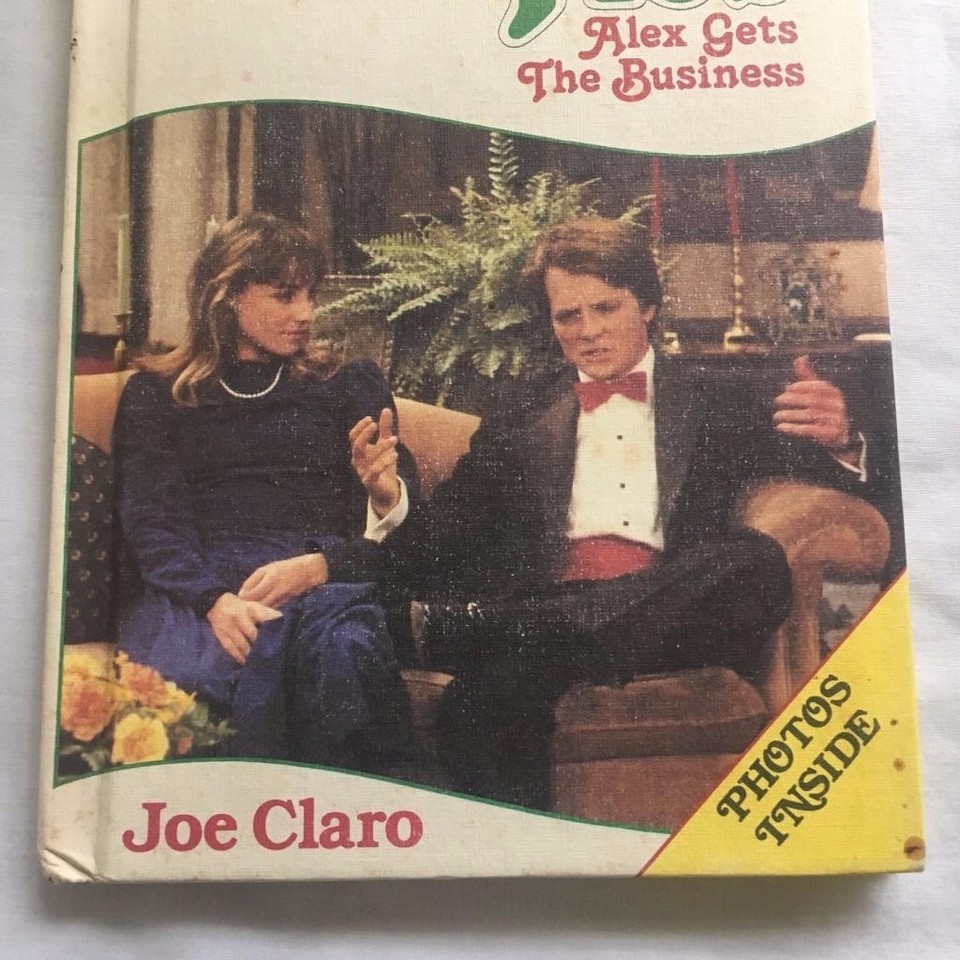 Alex Gets
The Business
PHOTOS
INSIDE
Joe Claro